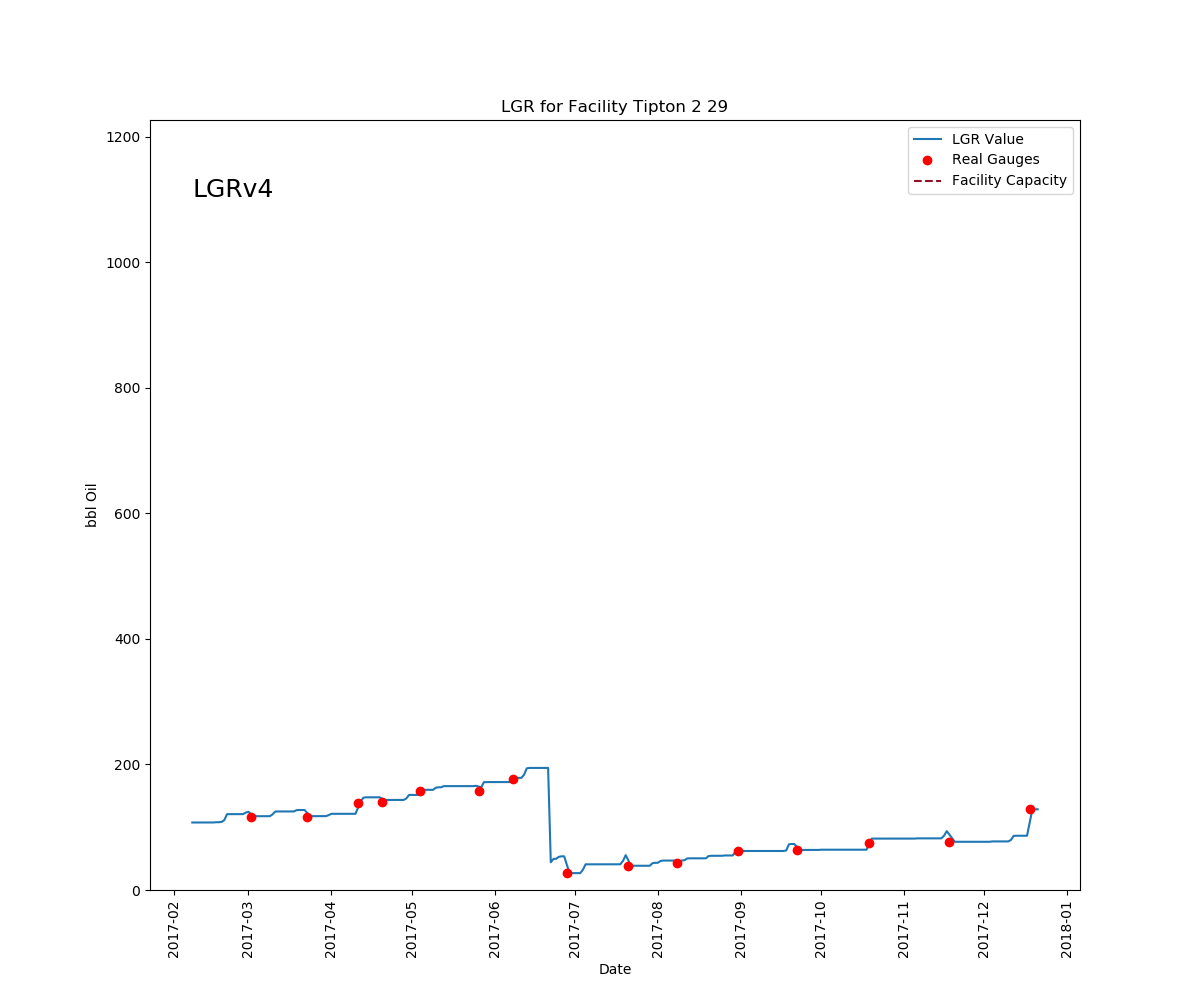 LGR for Facility Tipton 2 29
LGRv4
LGR Value
Real Gauges
Facility Capacity
1200
1000
800
600
400
200
0
bbl Oil
2017-02
2017-03
2017-04
2017-05
2017-06
2017-07
2017-08
2017-09
2017-10
2017-11
2017-12
2018-01
Date